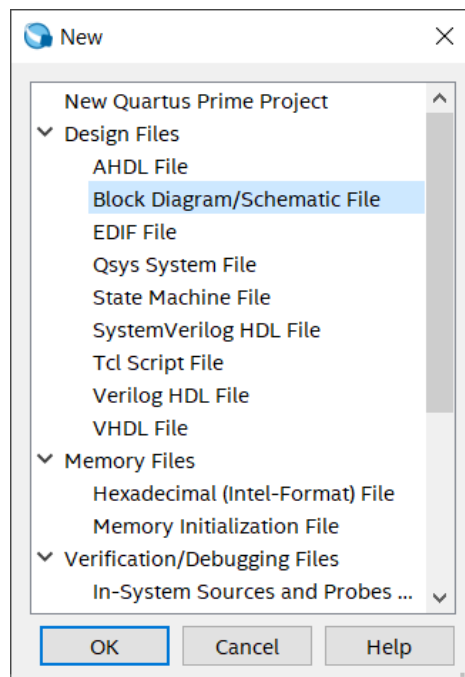 New
New Quartus Prime Project
Design Files
AHDL File
Block Diagram/Schematic File
EDIF File
Qsys System File
State Machine File
SystemVerilog HDL File
Tcl Script File
Verilog HDL File
VHDL File
Memory Files
Hexadecimal (Intel-Format) File
Memory Initialization File
Verification/Debugging Files
In-System Sources and Probes ...
OK Cancel Help